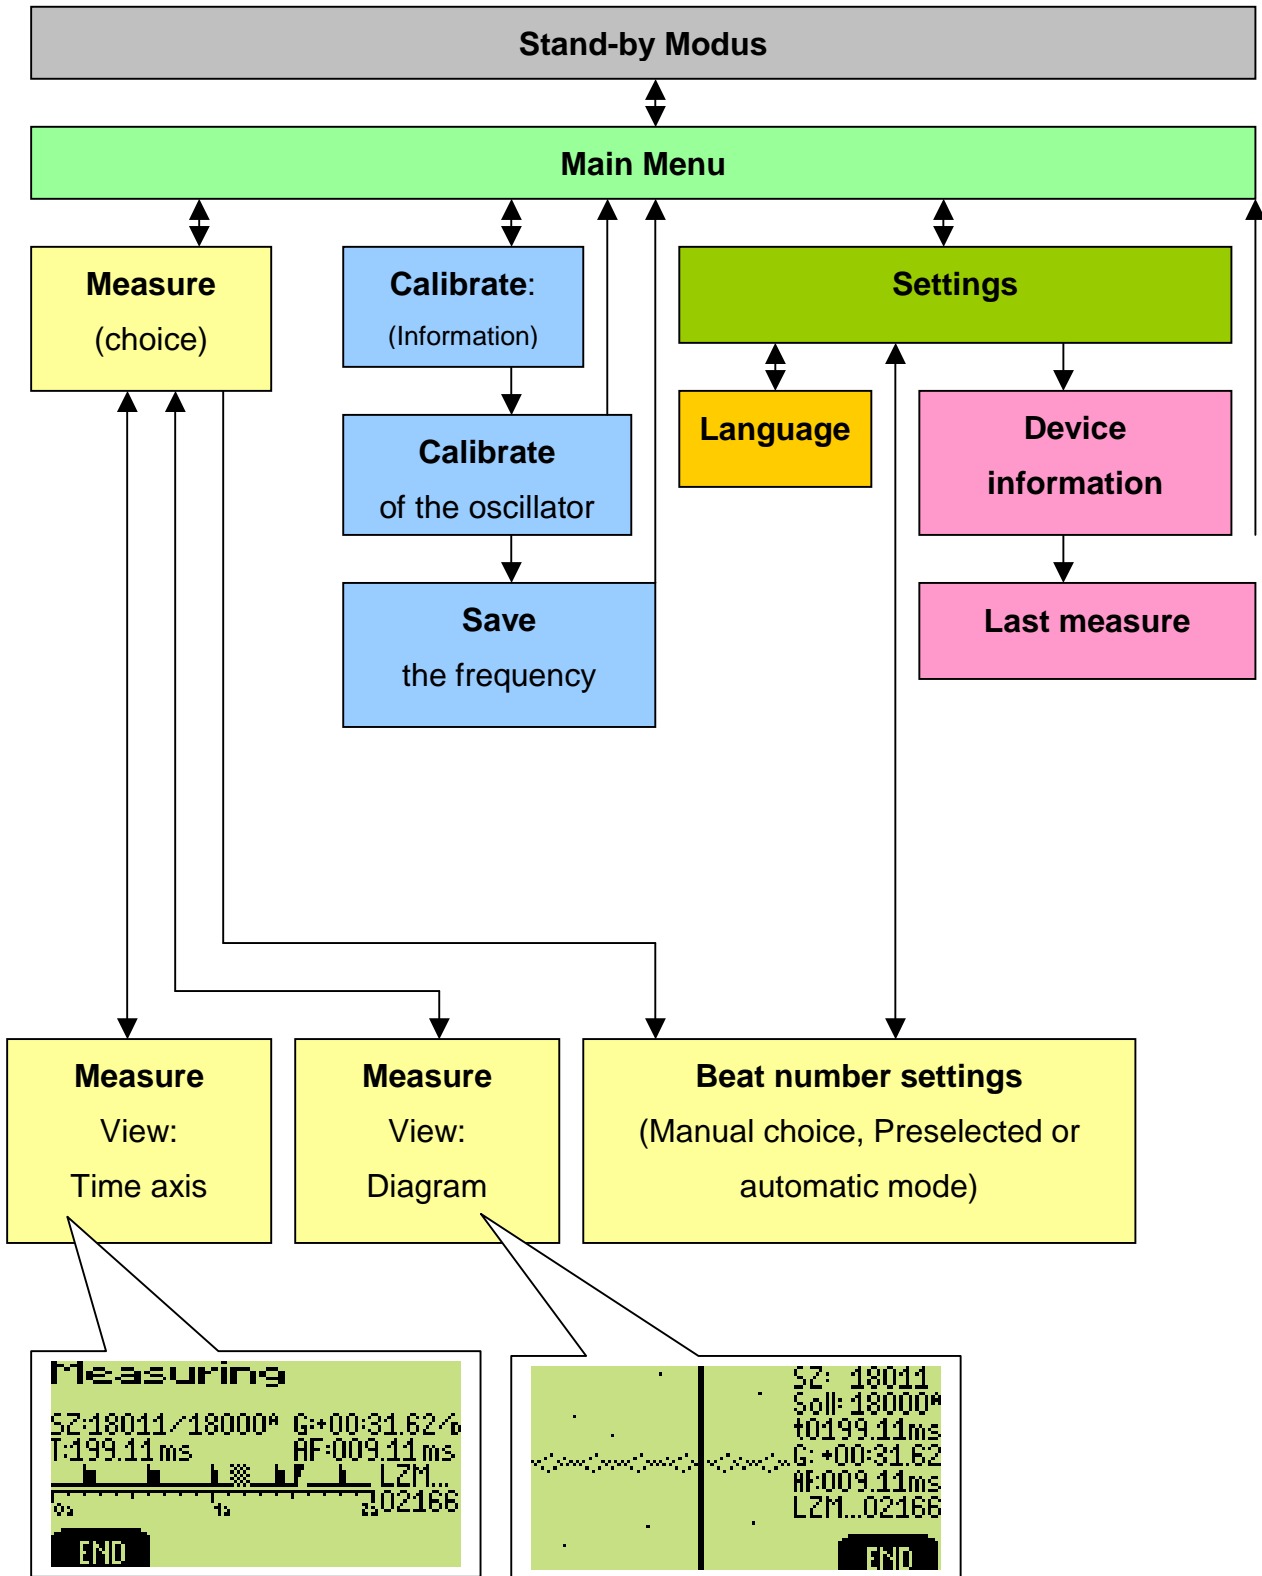 Stand-by Modus
Main Menu
Measure
(choice)
Calibrate:
(Information)
Settings
Calibrate
of the oscillator
Language
Device
information
Save
the frequency
Last measure
Measure
View:
Time axis
Measure
View:
Diagram
Beat number settings
(Manual choice, Preselected or
automatic mode)
Measuring
SZ:18011/18000ᴬ G:+00:31.62/
T:199.11ms AF:009.11ms
LZM...
02166
0s 1s 2s
END
SZ: 18011
Soll: 18000ᴬ
t0199.11ms
G: +00:31.62
AF:009.11ms
LZM...02166
END